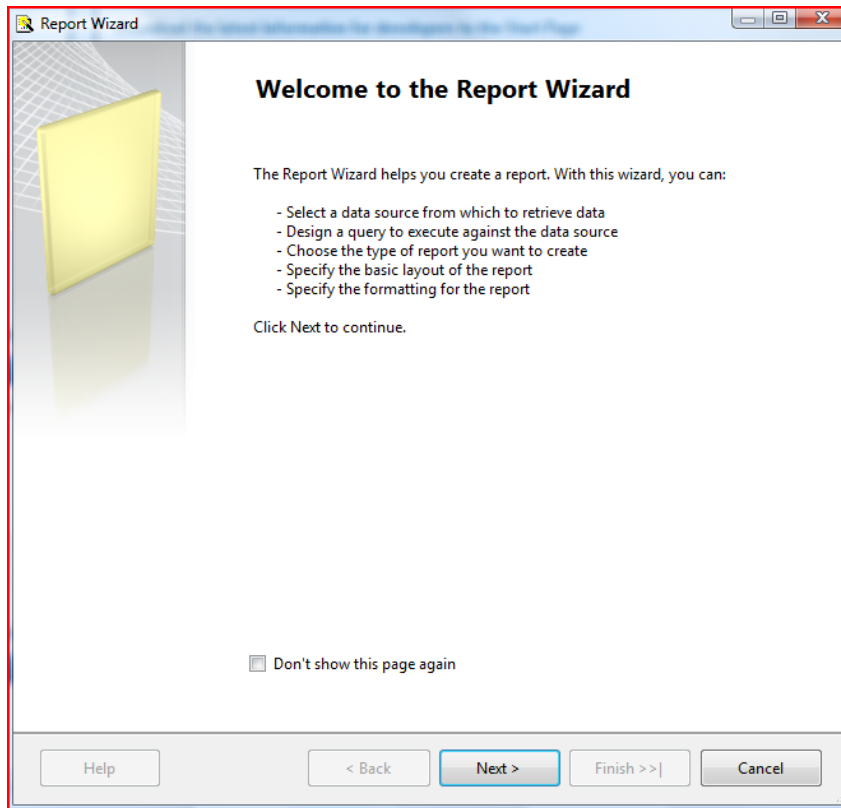 Report Wizard
Welcome to the Report Wizard
The Report Wizard helps you create a report. With this wizard, you can:
- Select a data source from which to retrieve data
- Design a query to execute against the data source
- Choose the type of report you want to create
- Specify the basic layout of the report
- Specify the formatting for the report
Click Next to continue.
Don't show this page again
Help
< Back
Next >
Finish >>|
Cancel